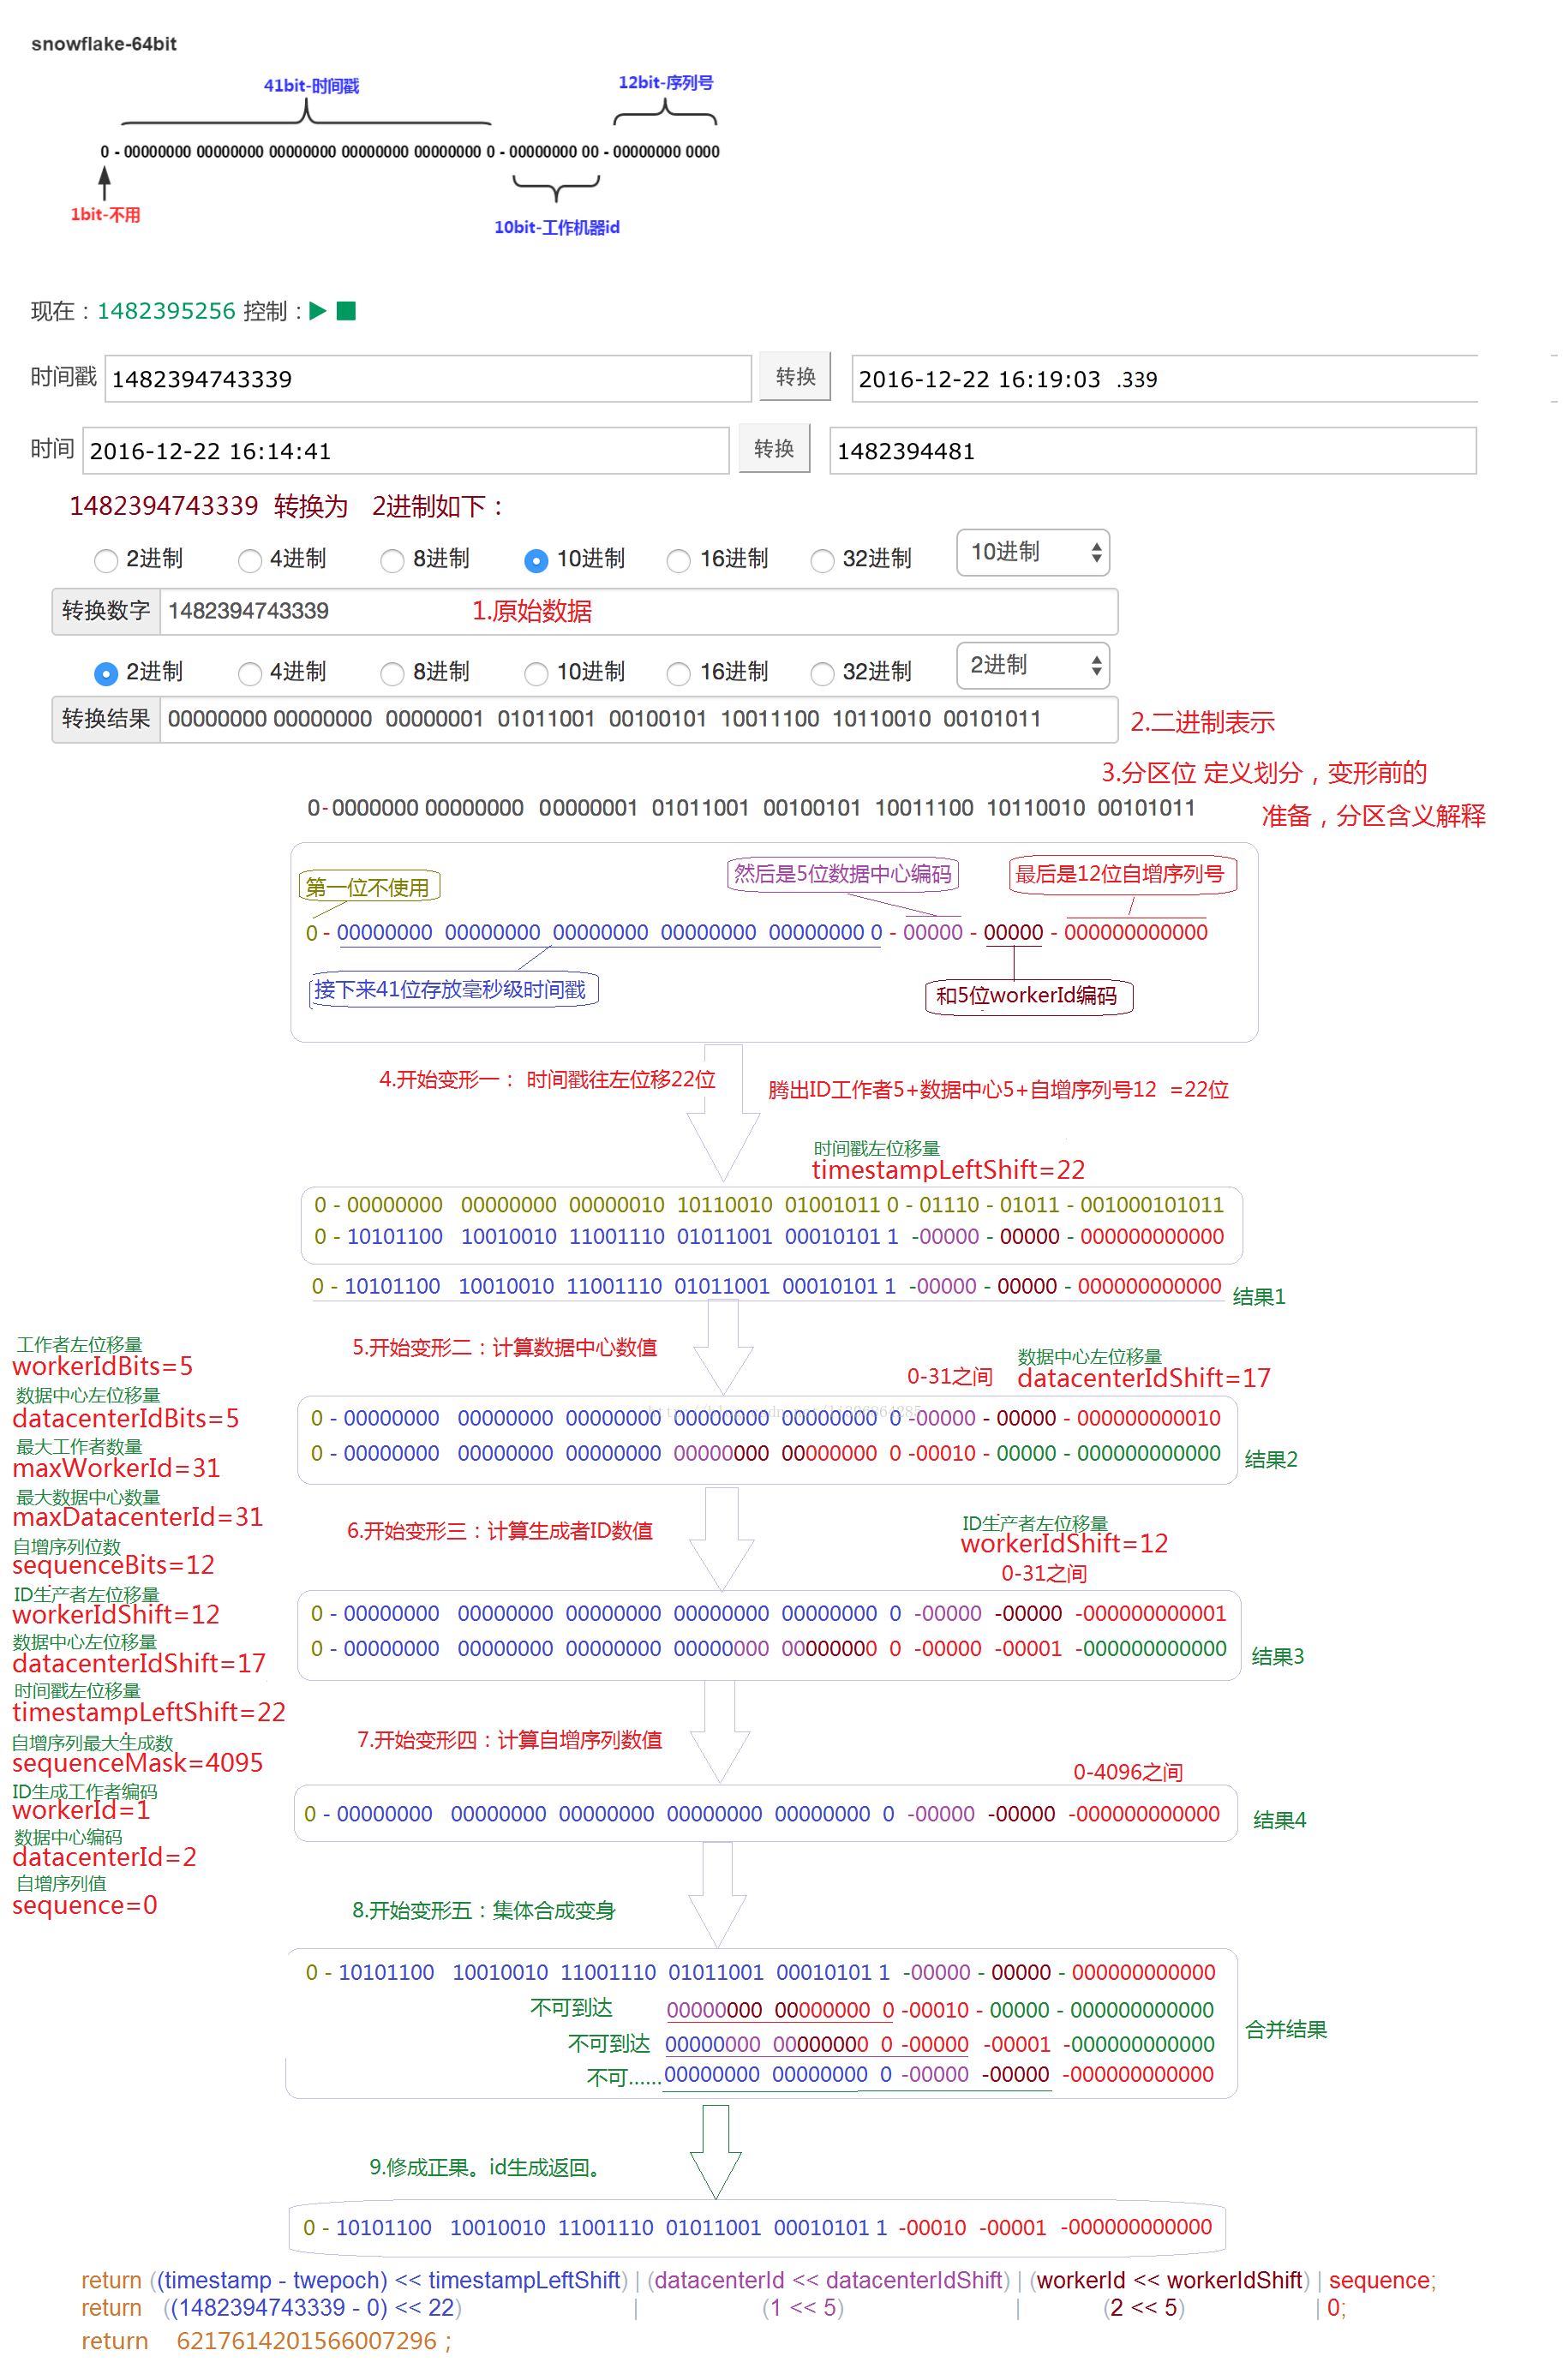 snowflake-64bit
41bit-时间戳
12bit-序列号
0 - 00000000 00000000 00000000 00000000 00000000 0 - 00000000 00 - 00000000 0000
1bit-不用
10bit-工作机器id
现在：1482395256 控制：
时间戳 1482394743339 转换 2016-12-22 16:19:03 .339
时间 2016-12-22 16:14:41 转换 1482394481
1482394743339 转换为 2进制如下：
2进制 4进制 8进制 10进制 16进制 32进制 10进制
转换数字 1482394743339 1.原始数据
2进制 4进制 8进制 10进制 16进制 32进制 2进制
转换结果 00000000 00000000 00000001 01011001 00100101 10011100 10110010 00101011
2.二进制表示
3.分区位 定义划分，变形前的
0-0000000 00000000 00000001 01011001 00100101 10011100 10110010 00101011
准备，分区含义解释
第一位不使用
然后是5位数据中心编码
最后是12位自增序列号
0 - 00000000 00000000 00000000 00000000 00000000 0 - 00000 - 00000 - 000000000000
接下来41位存放毫秒级时间戳
和5位workerId编码
4.开始变形一： 时间戳往左位移22位
腾出ID工作者5+数据中心5+自增序列号12 =22位
时间戳左位移量
timestampLeftShift=22
0 - 00000000 00000000 00000010 10110010 01001011 0 - 01110 - 01011 - 001000101011
0 - 10101100 10010010 11001110 01011001 00010101 1 -00000 - 00000 - 000000000000
0 - 10101100 10010010 11001110 01011001 00010101 1 -00000 - 00000 - 000000000000
结果1
5.开始变形二：计算数据中心数值
0-31之间
数据中心左位移量
datacenterIdShift=17
0 - 00000000 00000000 00000000 00000000 00000000 0 -00000 - 00000 - 000000000010
0 - 00000000 00000000 00000000 00000000 00000000 0 -00010 - 00000 - 000000000000
结果2
6.开始变形三：计算生成者ID数值
ID生产者左位移量
workerIdShift=12
0-31之间
0 - 00000000 00000000 00000000 00000000 00000000 0 -00000 -00000 -000000000001
0 - 00000000 00000000 00000000 00000000 00000000 0 -00000 -00001 -000000000000
结果3
7.开始变形四：计算自增序列数值
0-4096之间
0 - 00000000 00000000 00000000 00000000 00000000 0 -00000 -00000 -000000000000
结果4
工作者左位移量
workerIdBits=5
数据中心左位移量
datacenterIdBits=5
最大工作者数量
maxWorkerId=31
最大数据中心数量
maxDatacenterId=31
自增序列位数
sequenceBits=12
ID生产者左位移量
workerIdShift=12
数据中心左位移量
datacenterIdShift=17
时间戳左位移量
timestampLeftShift=22
自增序列最大生成数
sequenceMask=4095
ID生成工作者编码
workerId=1
数据中心编码
datacenterId=2
自增序列值
sequence=0
8.开始变形五：集体合成变身
0 - 10101100 10010010 11001110 01011001 00010101 1 -00000 - 00000 - 000000000000
不可到达 00000000 00000000 0 -00010 - 00000 - 000000000000
不可到达 00000000 00000000 0 -00000 -00001 -000000000000
不可......00000000 00000000 0 -00000 -00000 -000000000000
合并结果
9.修成正果。id生成返回。
0 - 10101100 10010010 11001110 01011001 00010101 1 -00010 -00001 -000000000000
return ((timestamp - twepoch) << timestampLeftShift) | (datacenterId << datacenterIdShift) | (workerId << workerIdShift) | sequence;
return ((1482394743339 - 0) << 22) | (1 << 5) | (2 << 5) | 0;
return 6217614201566007296 ;